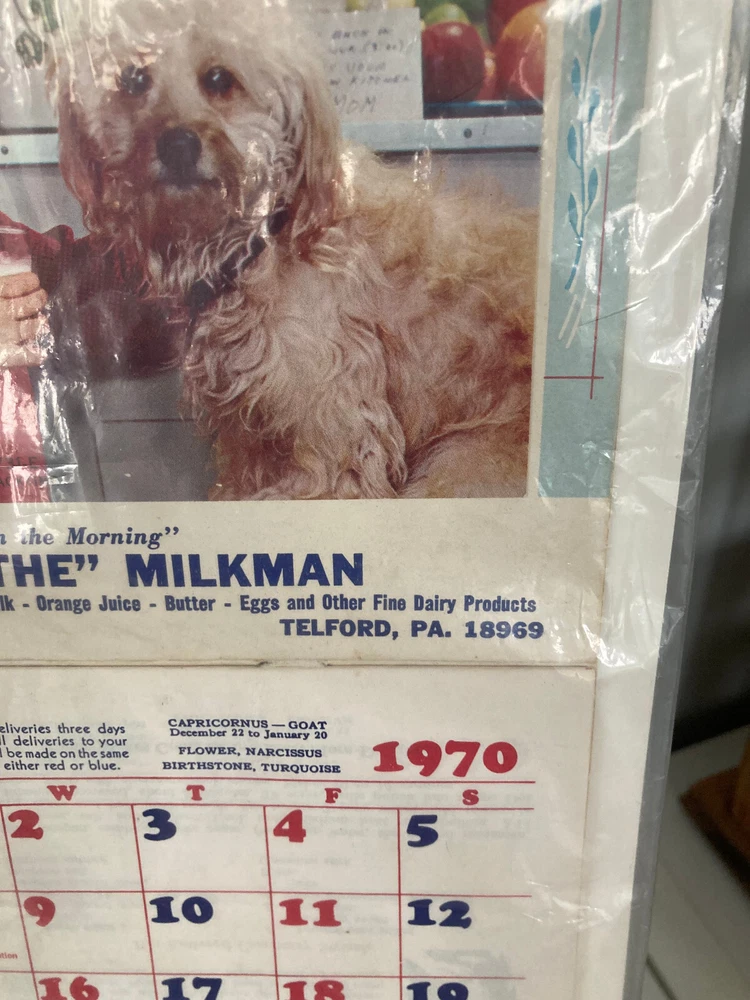 MOM
the Morning"
THE" MILKMAN
lk - Orange Juice - Butter - Eggs and Other Fine Dairy Products
TELFORD, PA. 18969
eliveries three days
l deliveries to your
l be made on the same
either red or blue.
CAPRICORNUS — GOAT
December 22 to January 20
FLOWER, NARCISSUS
BIRTHSTONE, TURQUOISE
1970
W T F S
2 3 4 5
9 10 11 12
16 17 18 19